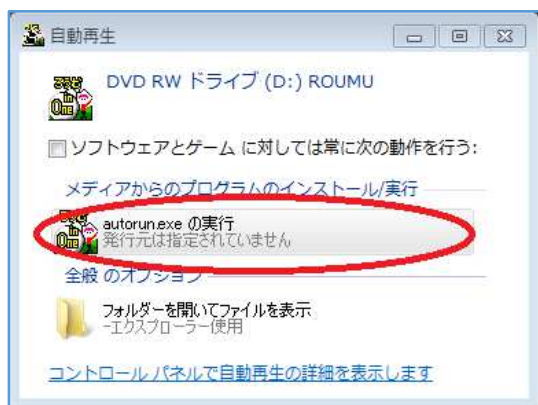 自動再生
DVD RW ドライブ (D:) ROUMU
ソフトウェアとゲーム に対しては常に次の動作を行う:
メディアからのプログラムのインストール/実行
autorun.exe の実行
発行元は指定されていません
全般 のオプション
フォルダーを開いてファイルを表示
-エクスプローラー使用
コントロール パネルで自動再生の詳細を表示します